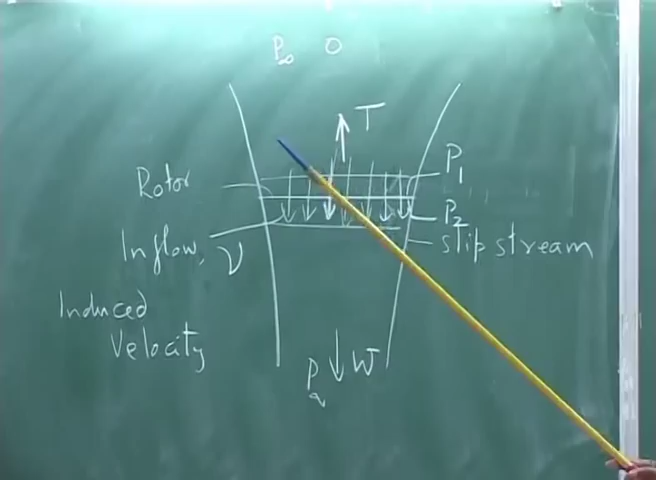 P∞ 0
T
Rotor
P1
P2
Inflow, ν
slip stream
Induced
Velocity
W